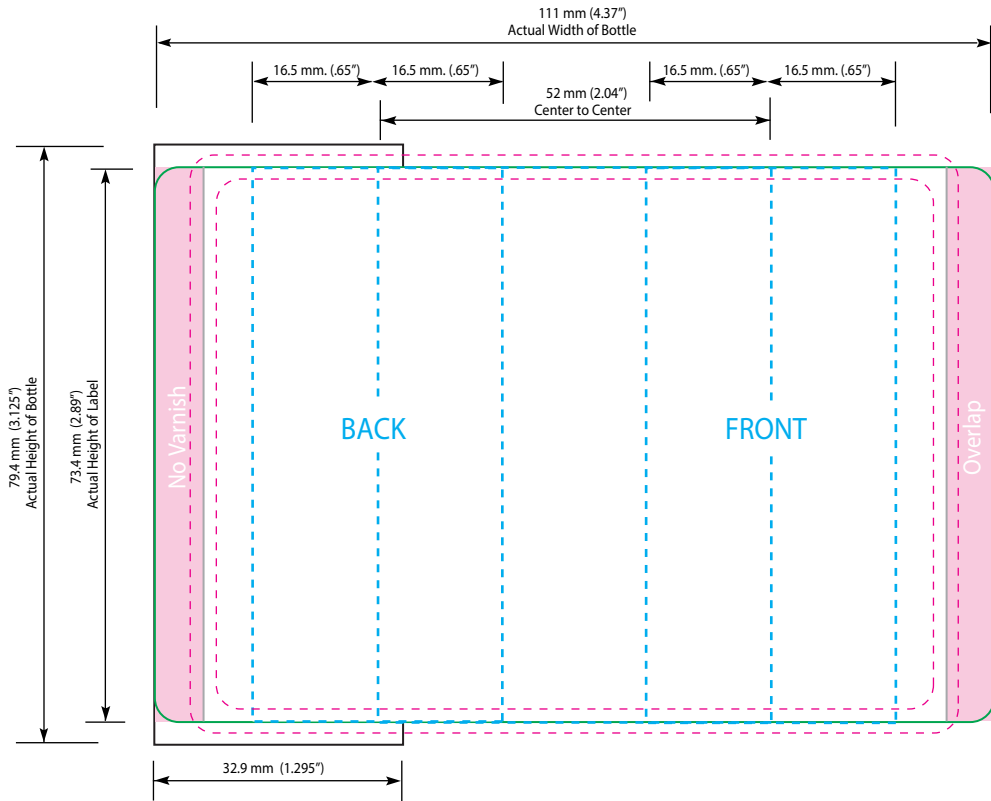 111 mm (4.37”)
Actual Width of Bottle
16.5 mm. (.65”)
16.5 mm. (.65”)
16.5 mm. (.65”)
16.5 mm. (.65”)
52 mm (2.04”)
Center to Center
79.4 mm (3.125”)
Actual Height of Bottle
73.4 mm (2.89”)
Actual Height of Label
No Varnish
BACK
FRONT
Overlap
32.9 mm (1.295”)